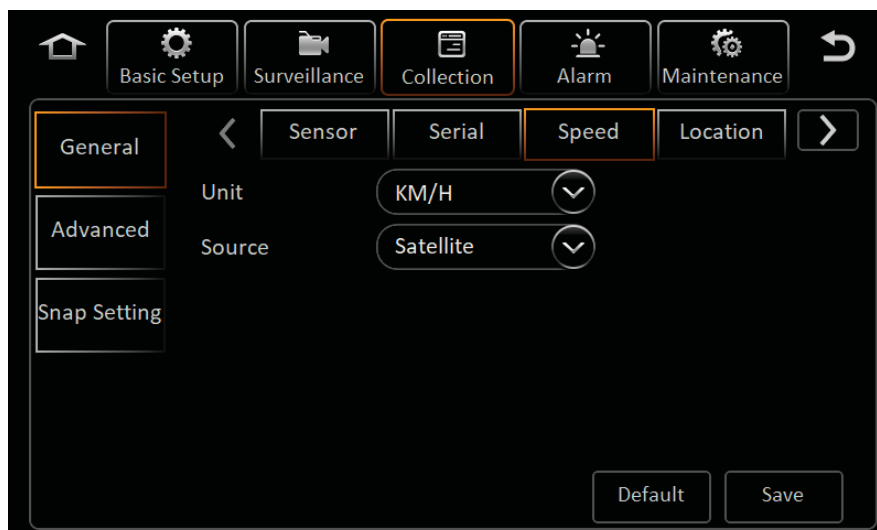 Basic Setup
Surveillance
Collection
Alarm
Maintenance
General
Sensor
Serial
Speed
Location
Unit
KM/H
Advanced
Source
Satellite
Snap Setting
Default
Save